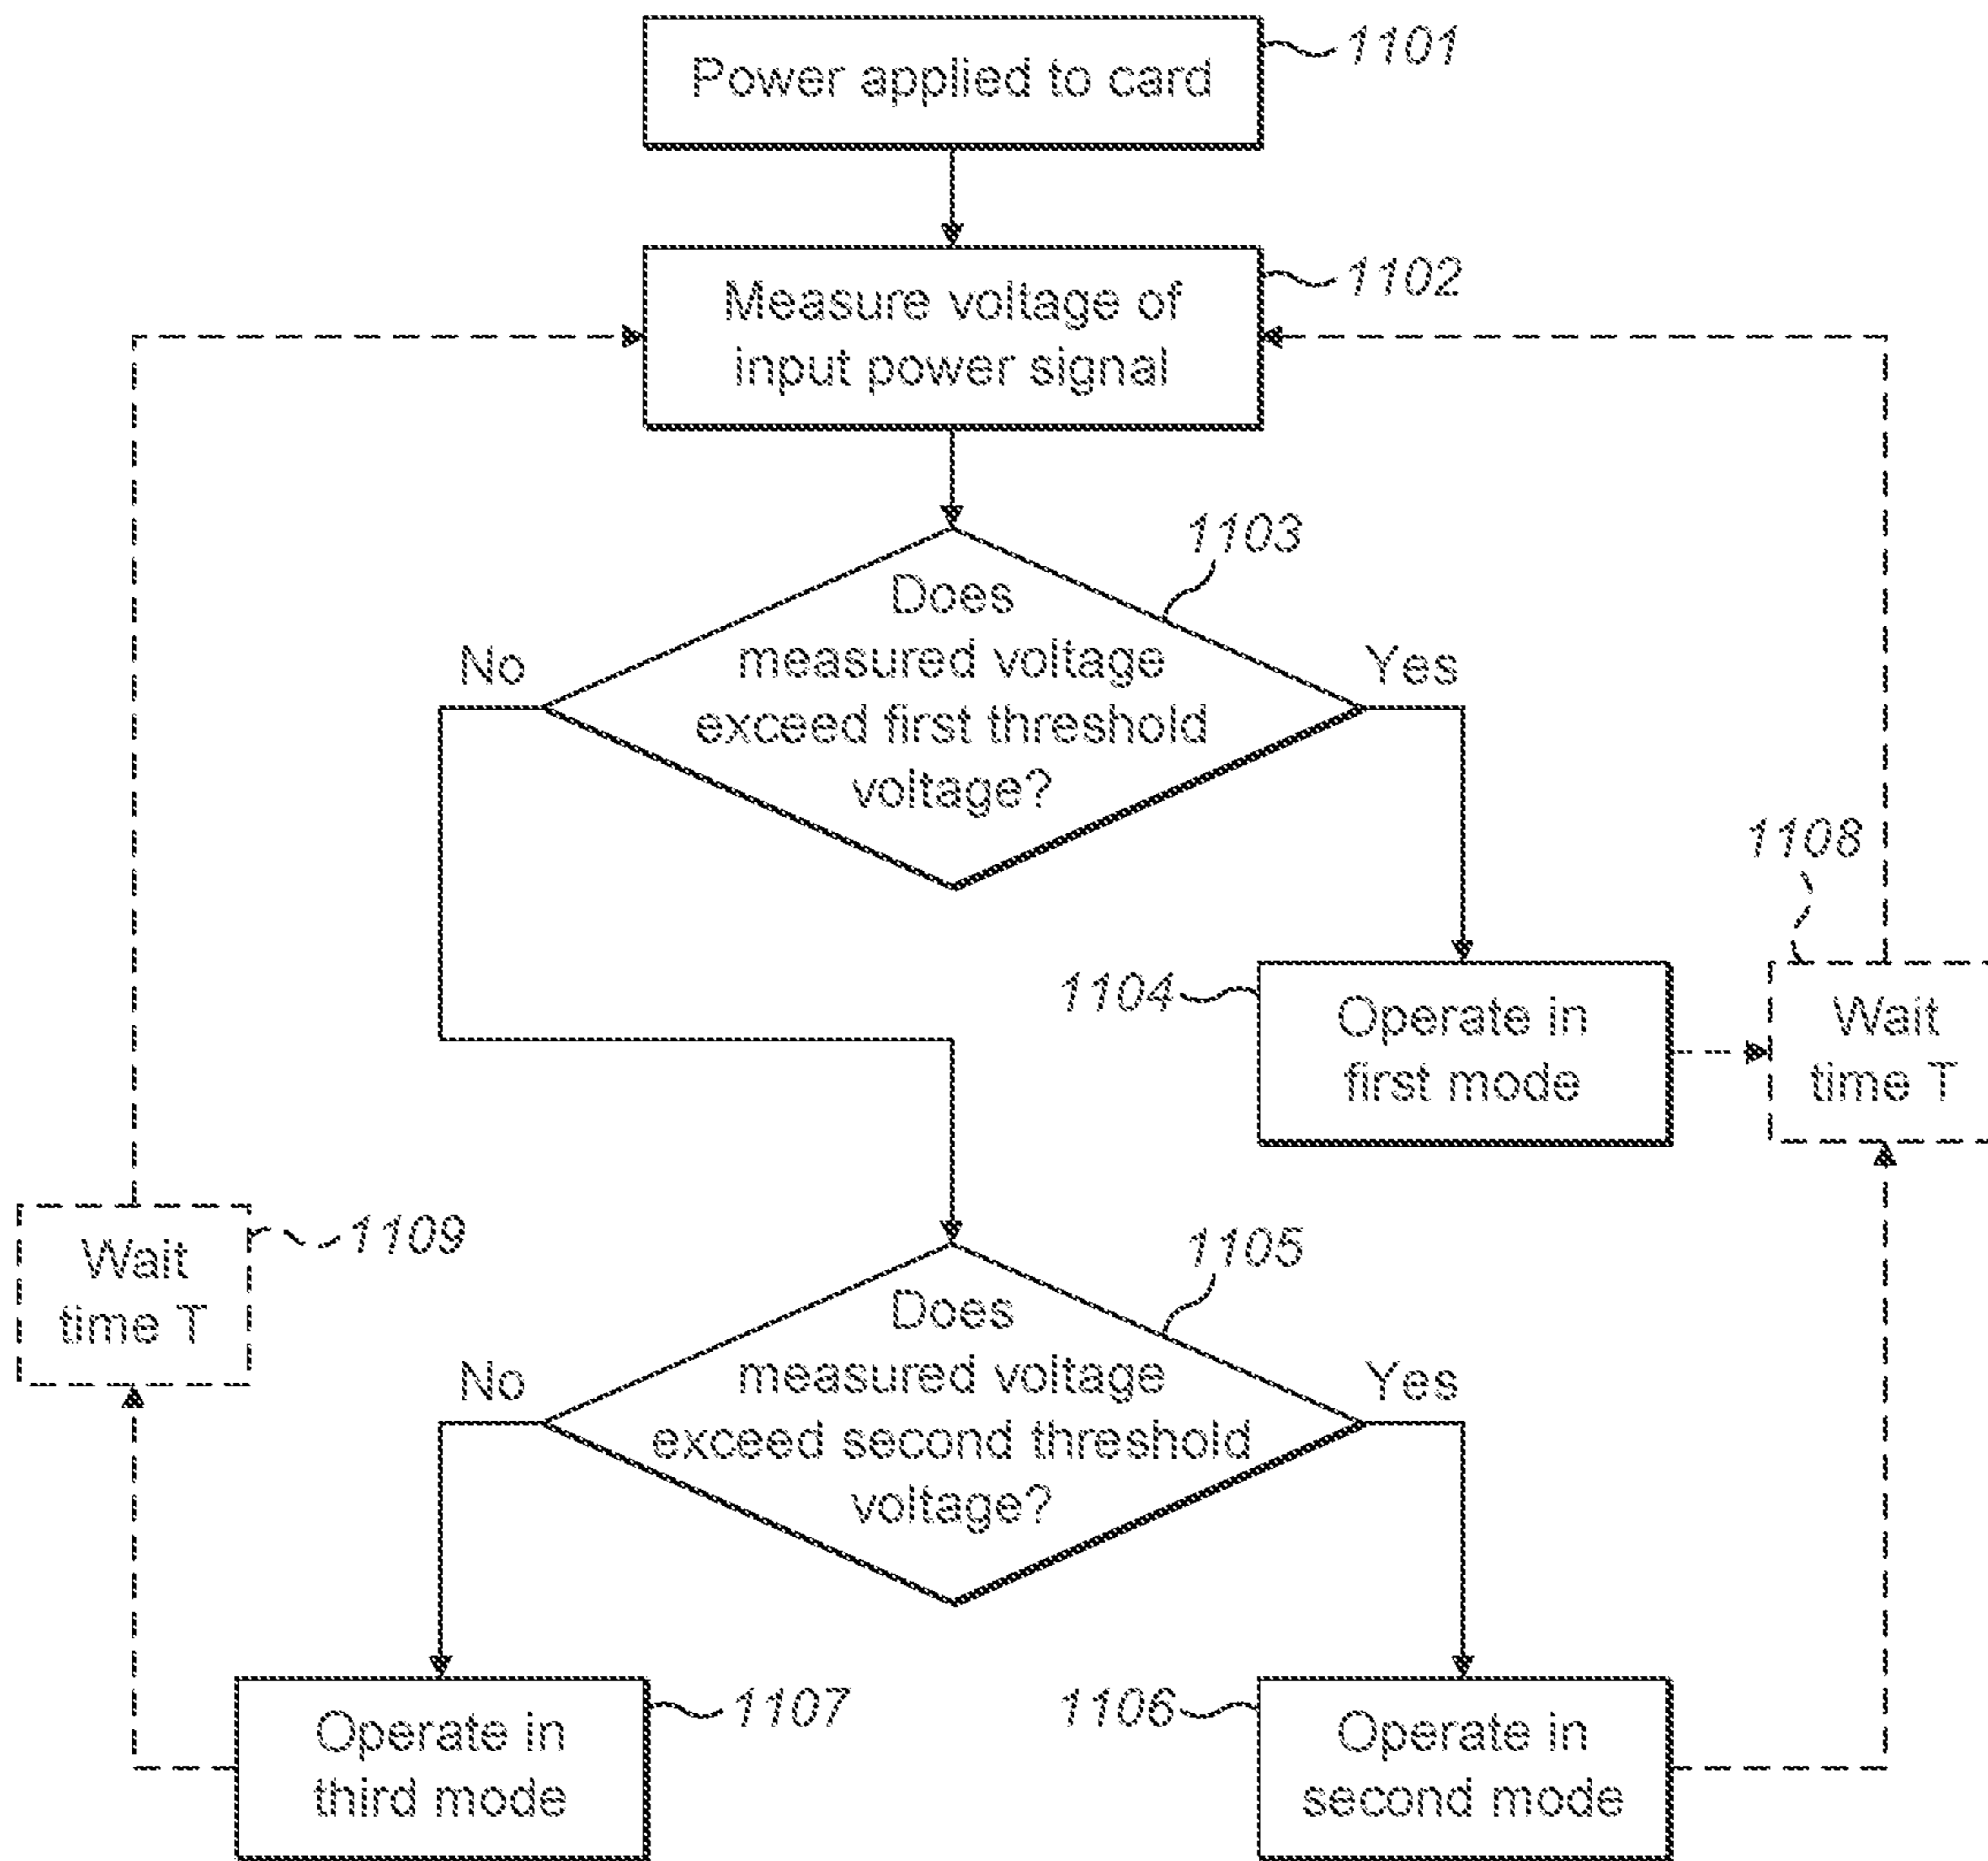 Power applied to card
1101
Measure voltage of
input power signal
1102
1103
Does
measured voltage
exceed first threshold
voltage?
No
Yes
1108
1104
Operate in
first mode
Wait
time T
Wait
time T
1109
1105
Does
measured voltage
exceed second threshold
voltage?
No
Yes
Operate in
third mode
1107
1106
Operate in
second mode